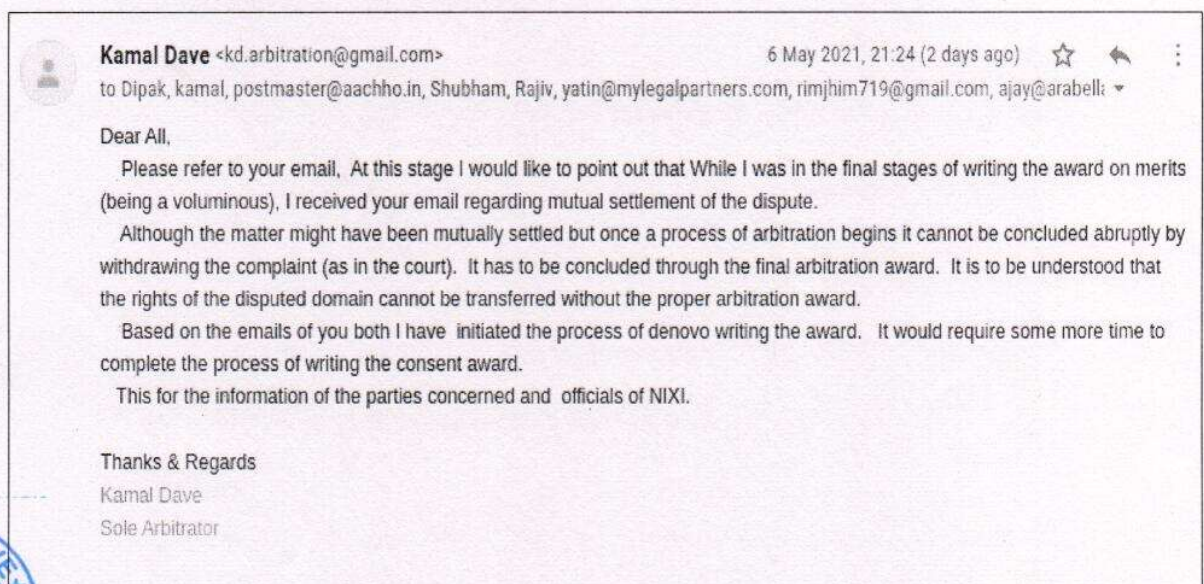 Kamal Dave <kd.arbitration@gmail.com> 6 May 2021, 21:24 (2 days ago)
to Dipak, kamal, postmaster@aachho.in, Shubham, Rajiv, yatin@mylegalpartners.com, rimjhim719@gmail.com, ajay@arabella
Dear All,
Please refer to your email, At this stage I would like to point out that While I was in the final stages of writing the award on merits
(being a voluminous), I received your email regarding mutual settlement of the dispute.
Although the matter might have been mutually settled but once a process of arbitration begins it cannot be concluded abruptly by
withdrawing the complaint (as in the court). It has to be concluded through the final arbitration award. It is to be understood that
the rights of the disputed domain cannot be transferred without the proper arbitration award.
Based on the emails of you both I have initiated the process of denovo writing the award. It would require some more time to
complete the process of writing the consent award.
This for the information of the parties concerned and officials of NIXI.
Thanks & Regards
Kamal Dave
Sole Arbitrator